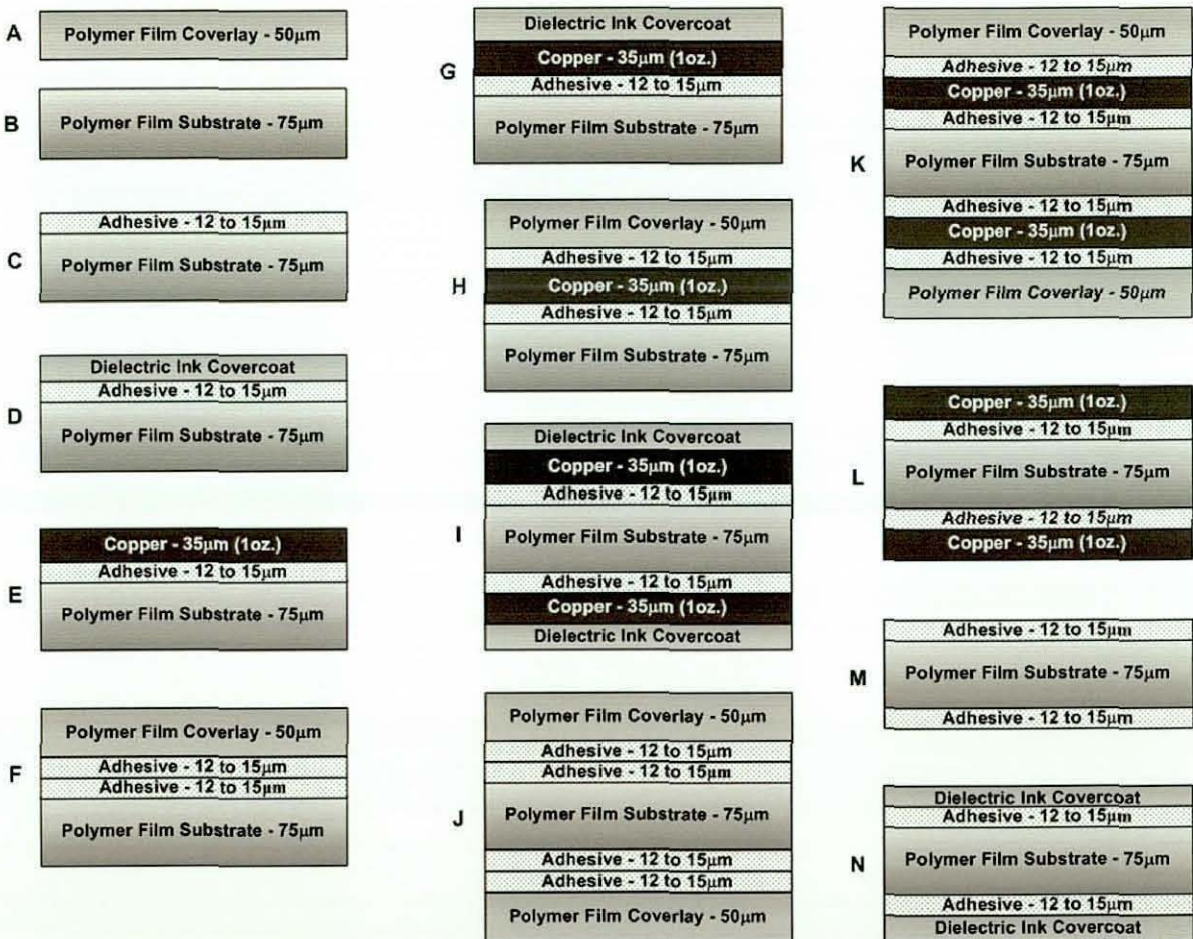 A
Polymer Film Coverlay - 50µm
B
Polymer Film Substrate - 75µm
C
Adhesive - 12 to 15µm
Polymer Film Substrate - 75µm
D
Dielectric Ink Covercoat
Adhesive - 12 to 15µm
Polymer Film Substrate - 75µm
E
Copper - 35µm (1oz.)
Adhesive - 12 to 15µm
Polymer Film Substrate - 75µm
F
Polymer Film Coverlay - 50µm
Adhesive - 12 to 15µm
Adhesive - 12 to 15µm
Polymer Film Substrate - 75µm
G
Dielectric Ink Covercoat
Copper - 35µm (1oz.)
Adhesive - 12 to 15µm
Polymer Film Substrate - 75µm
H
Polymer Film Coverlay - 50µm
Adhesive - 12 to 15µm
Copper - 35µm (1oz.)
Adhesive - 12 to 15µm
Polymer Film Substrate - 75µm
I
Dielectric Ink Covercoat
Copper - 35µm (1oz.)
Adhesive - 12 to 15µm
Polymer Film Substrate - 75µm
Adhesive - 12 to 15µm
Copper - 35µm (1oz.)
Dielectric Ink Covercoat
J
Polymer Film Coverlay - 50µm
Adhesive - 12 to 15µm
Adhesive - 12 to 15µm
Polymer Film Substrate - 75µm
Adhesive - 12 to 15µm
Adhesive - 12 to 15µm
Polymer Film Coverlay - 50µm
K
Polymer Film Coverlay - 50µm
Adhesive - 12 to 15µm
Copper - 35µm (1oz.)
Adhesive - 12 to 15µm
Polymer Film Substrate - 75µm
Adhesive - 12 to 15µm
Copper - 35µm (1oz.)
Adhesive - 12 to 15µm
Polymer Film Coverlay - 50µm
L
Copper - 35µm (1oz.)
Adhesive - 12 to 15µm
Polymer Film Substrate - 75µm
Adhesive - 12 to 15µm
Copper - 35µm (1oz.)
M
Adhesive - 12 to 15µm
Polymer Film Substrate - 75µm
Adhesive - 12 to 15µm
N
Dielectric Ink Covercoat
Adhesive - 12 to 15µm
Polymer Film Substrate - 75µm
Adhesive - 12 to 15µm
Dielectric Ink Covercoat